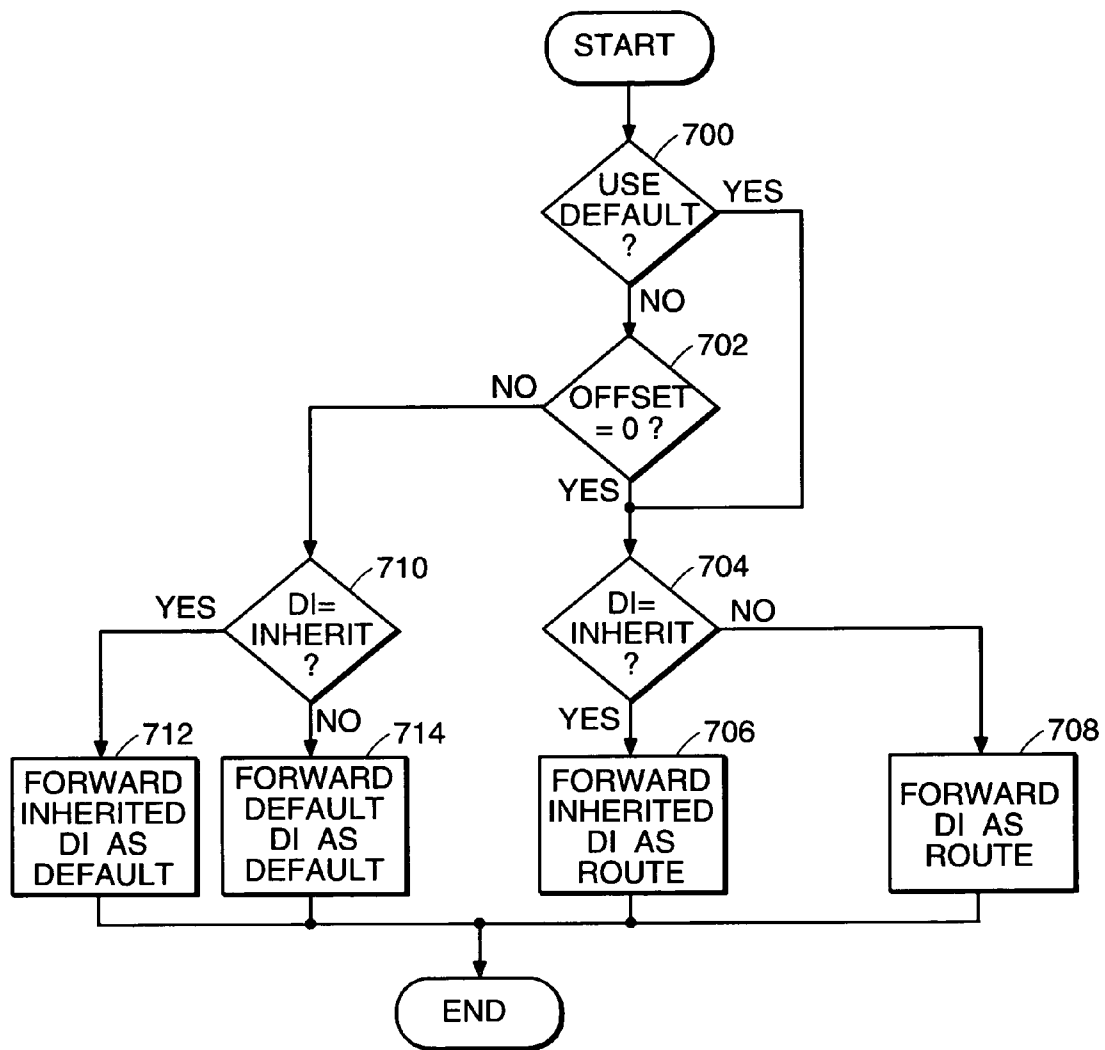 START
700
USE
DEFAULT
?
YES
NO
702
OFFSET
= 0 ?
NO
YES
710
DI=
INHERIT
?
YES
NO
704
DI=
INHERIT
?
NO
YES
712
FORWARD
INHERITED
DI AS
DEFAULT
714
FORWARD
DEFAULT
DI AS
DEFAULT
706
FORWARD
INHERITED
DI AS
ROUTE
708
FORWARD
DI AS
ROUTE
END